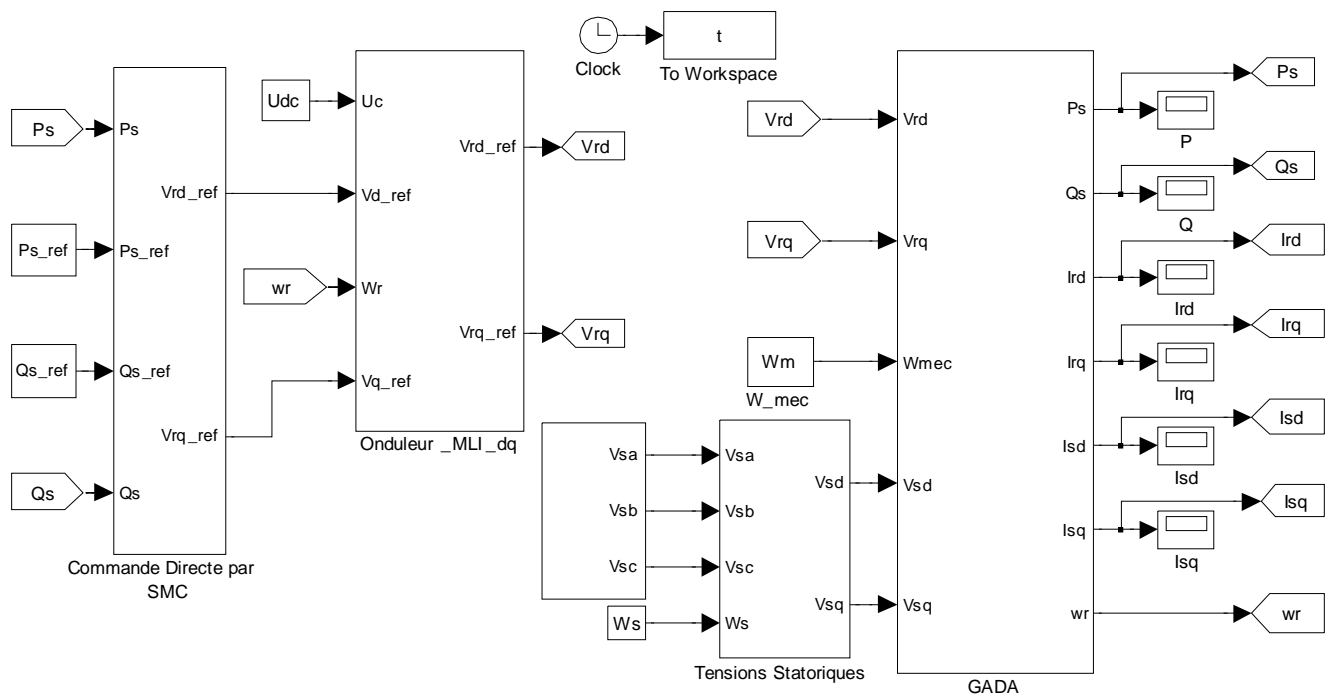 Ps
Ps_ref
Qs_ref
Qs
Ps
Ps_ref
Qs_ref
Qs
Vrd_ref
Vrq_ref
Commande Directe par
SMC
Udc
wr
Uc
Vd_ref
Wr
Vq_ref
Vrd_ref
Vrq_ref
Onduleur _MLI _dq
Vrd
Vrq
Clock
t
To Workspace
Vrd
Vrq
Wm
W_mec
Vsa
Vsb
Vsc
Ws
Vsa
Vsb
Vsc
Ws
Vsd
Vsq
Tensions Statoriques
Vrd
Vrq
Wmec
Vsd
Vsq
Ps
Qs
Ird
Irq
Isd
Isq
wr
GADA
Ps
P
Qs
Q
Ird
Ird
Irq
Irq
Isd
Isd
Isq
Isq
wr